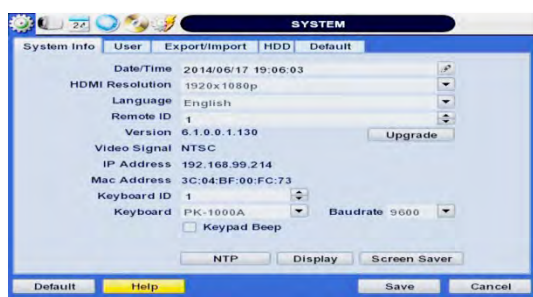 SYSTEM
System Info User Export/Import HDD Default
Date/Time 2014/06/17 19:06:03
HDMI Resolution 1920x1080p
Language English
Remote ID 1
Version 6.1.0.0.1.130 Upgrade
Video Signal NTSC
IP Address 192.168.99.214
Mac Address 3C:04:BF:00:FC:73
Keyboard ID 1
Keyboard PK-1000A Baudrate 9600
Keypad Beep
NTP Display Screen Saver
Default Help Save Cancel